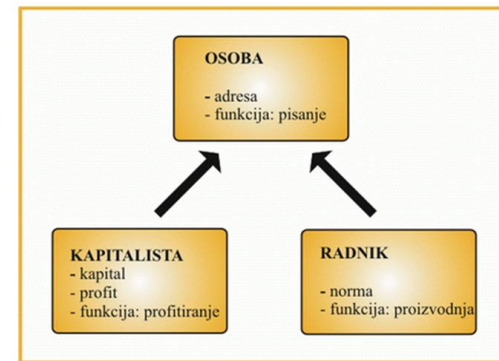 OSOBA
- adresa
- funkcija: pisanje
KAPITALISTA
- kapital
- profit
- funkcija: profitiranje
RADNIK
- norma
- funkcija: proizvodnja